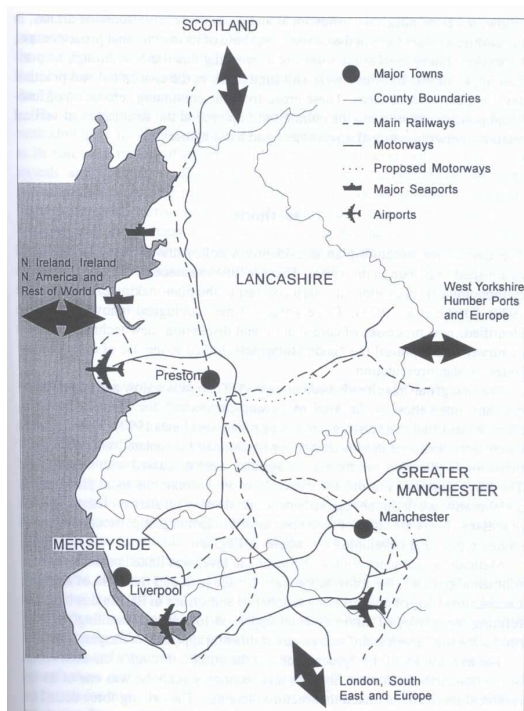 SCOTLAND
Major Towns
County Boundaries
Main Railways
Motorways
Proposed Motorways
Major Seaports
Airports
N. Ireland, Ireland
N. America and
Rest of World
LANCASHIRE
West Yorkshire
Humber Ports
and Europe
Preston
GREATER
MANCHESTER
Manchester
MERSEYSIDE
Liverpool
London, South
East and Europe